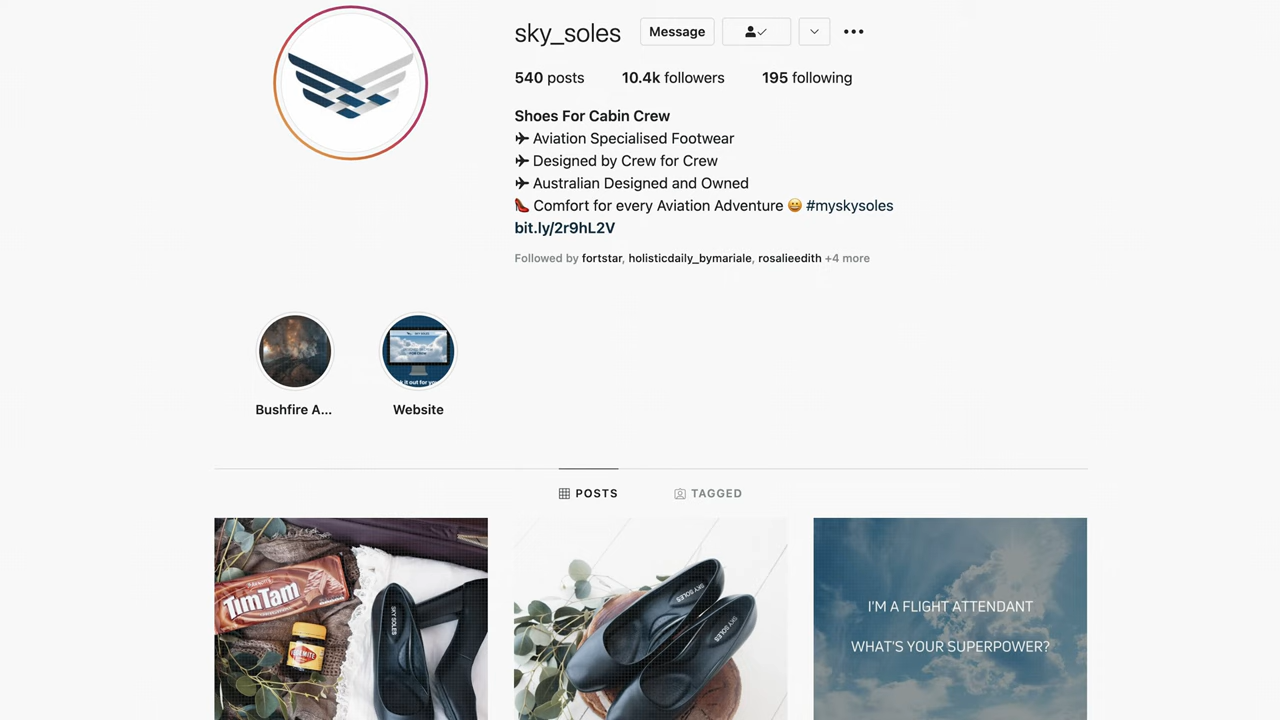 sky_soles Message
540 posts 10.4k followers 195 following
Shoes For Cabin Crew
✈ Aviation Specialised Footwear
✈ Designed by Crew for Crew
✈ Australian Designed and Owned
👠 Comfort for every Aviation Adventure 😀 #myskysoles
bit.ly/2r9hL2V
Followed by fortstar, holisticdaily_bymariale, rosalieedith +4 more
SKY SOLES
Bushfire A... Website
POSTS TAGGED
TimTam
SKY SOLES
SKY SOLES
SKY SOLES
I'M A FLIGHT ATTENDANT
WHAT'S YOUR SUPERPOWER?